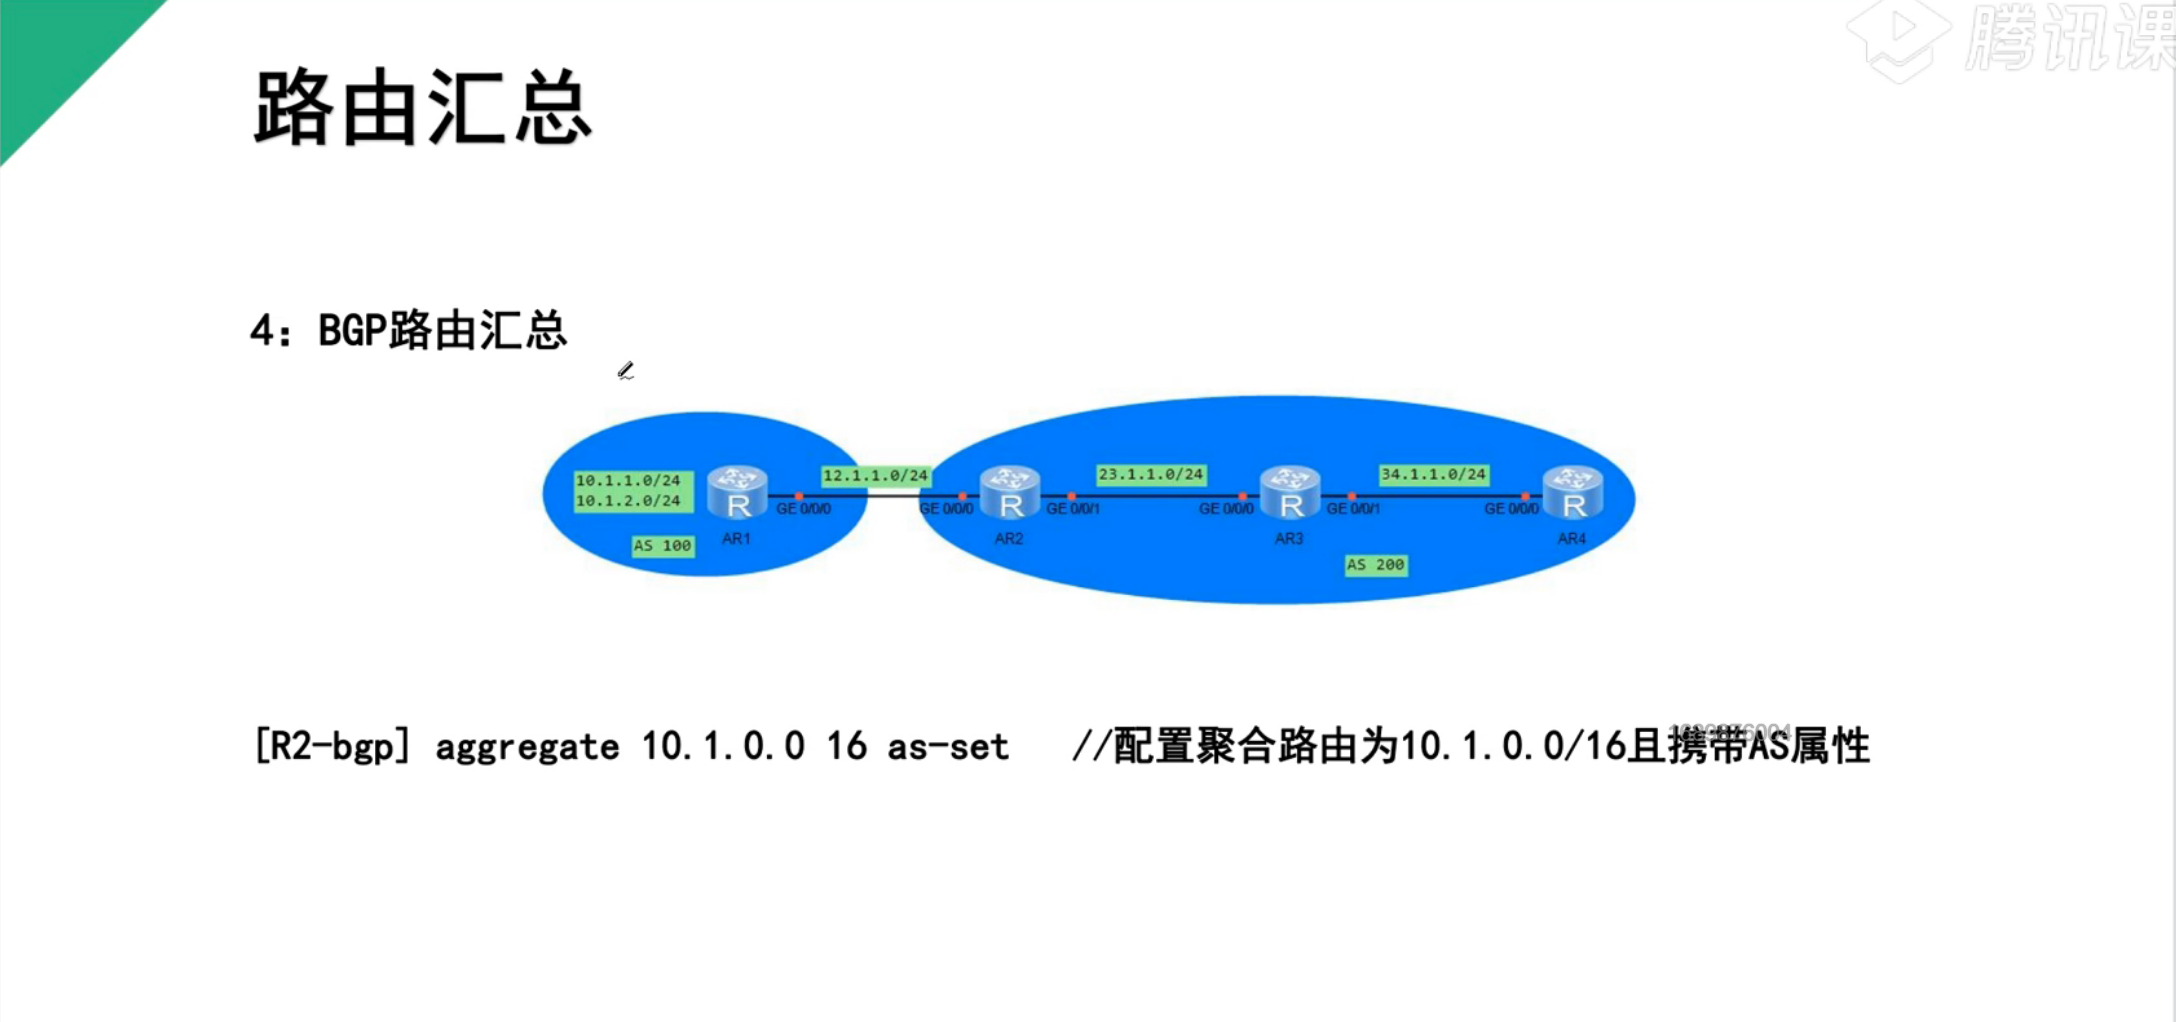 腾讯课
路由汇总
4：BGP路由汇总
10.1.1.0/24
10.1.2.0/24
AS 100
R
AR1
GE 0/0/0
12.1.1.0/24
GE 0/0/0
R
AR2
GE 0/0/1
23.1.1.0/24
GE 0/0/0
R
AR3
GE 0/0/1
34.1.1.0/24
GE 0/0/0
R
AR4
AS 200
[R2-bgp] aggregate 10.1.0.0 16 as-set //配置聚合路由为10.1.0.0/16且携带AS属性